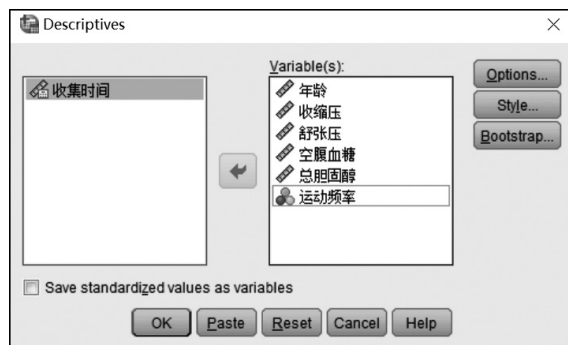 Descriptives
收集时间
Variable(s):
年龄
收缩压
舒张压
空腹血糖
总胆固醇
运动频率
Options...
Style...
Bootstrap...
Save standardized values as variables
OK
Paste
Reset
Cancel
Help